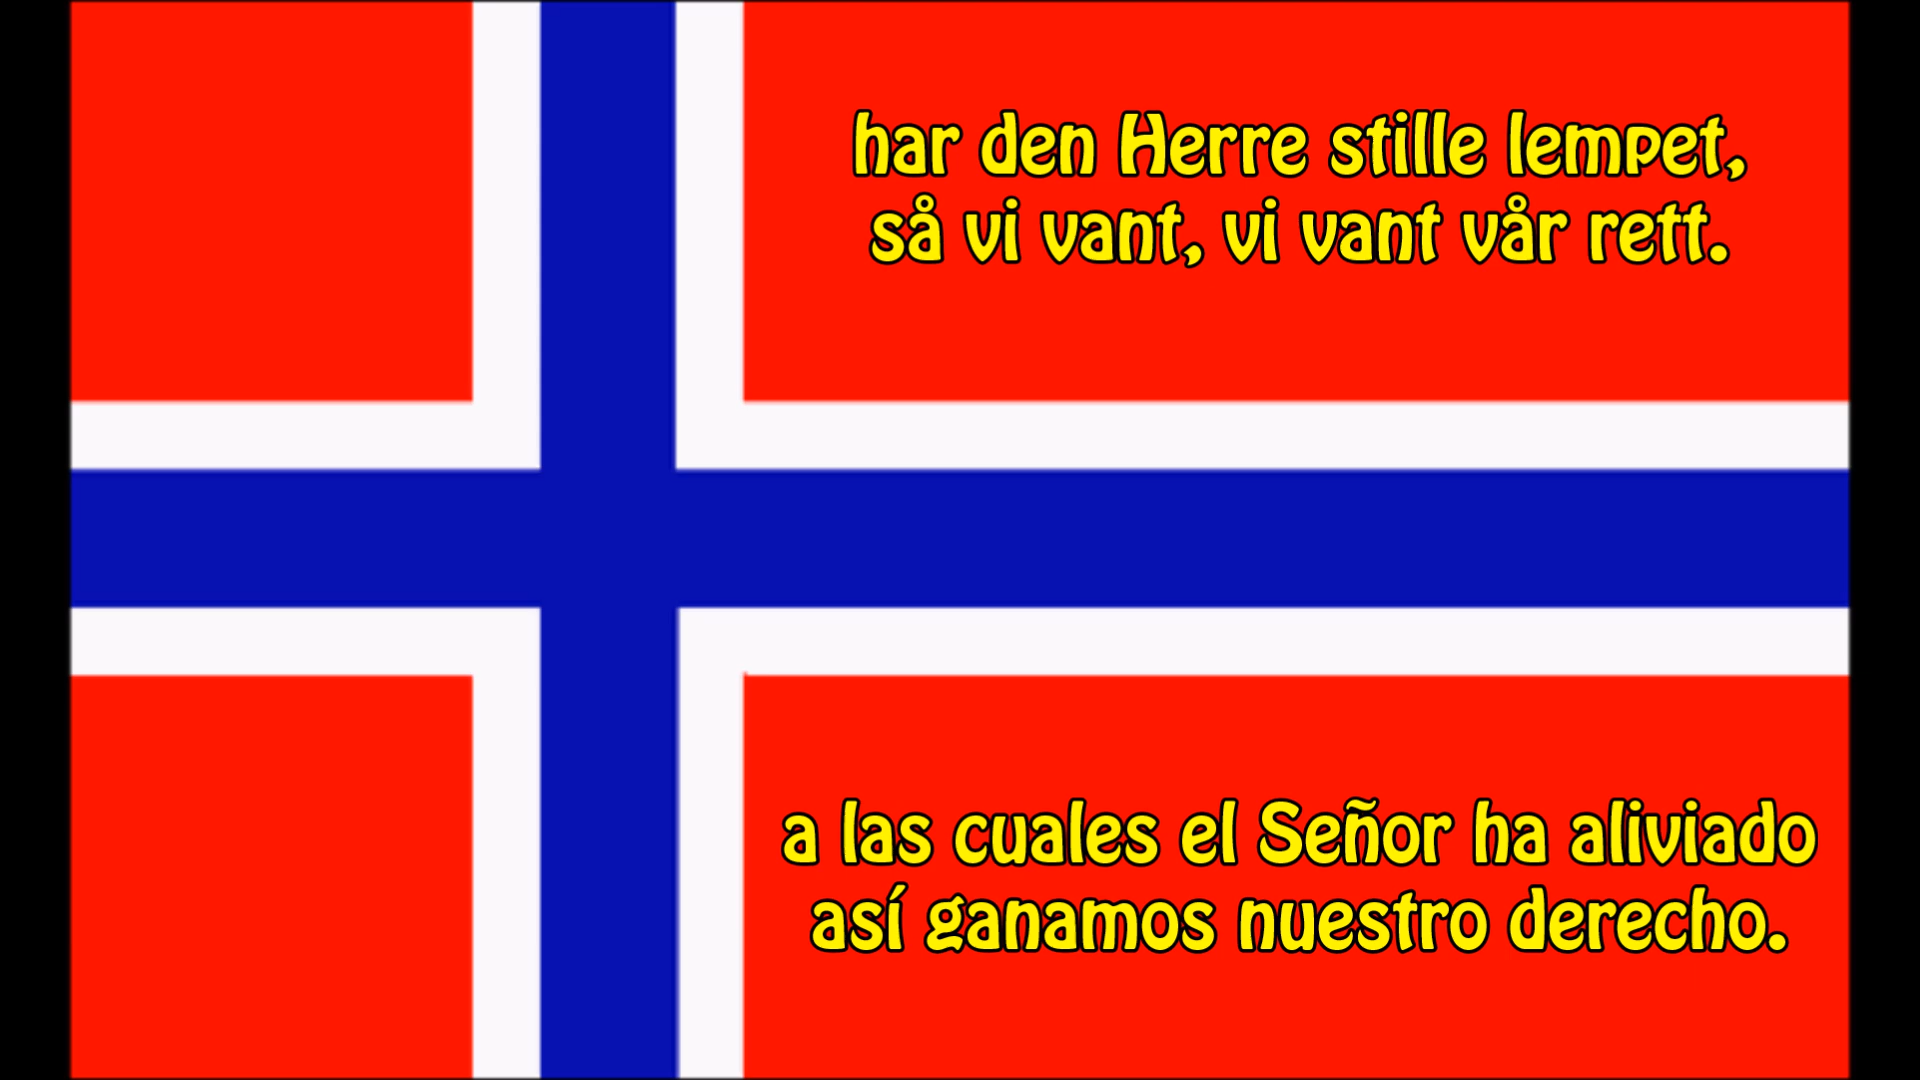 har den Herre stille lempet,
så vi vant, vi vant vår rett.
a las cuales el Señor ha aliviado
así ganamos nuestro derecho.